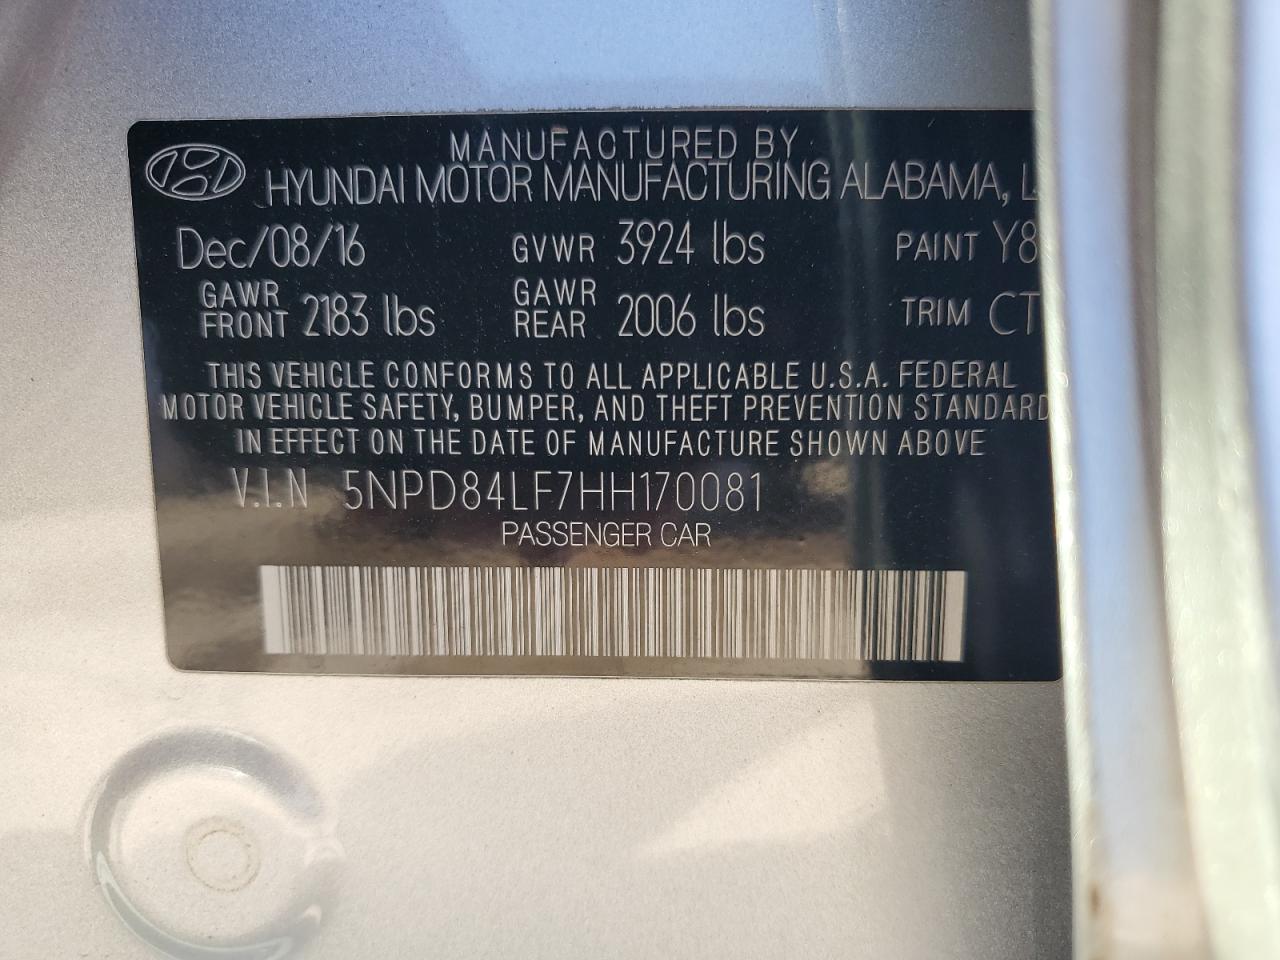 MANUFACTURED BY
HYUNDAI MOTOR MANUFACTURING ALABAMA,
Dec/08/16 GVWR 3924 lbs PAINT Y8
GAWR FRONT 2183 lbs GAWR REAR 2006 lbs TRIM CT
THIS VEHICLE CONFORMS TO ALL APPLICABLE U.S.A. FEDERAL
MOTOR VEHICLE SAFETY, BUMPER, AND THEFT PREVENTION STANDARD
IN EFFECT ON THE DATE OF MANUFACTURE SHOWN ABOVE
V.I.N 5NPD84LF7HH170081
PASSENGER CAR